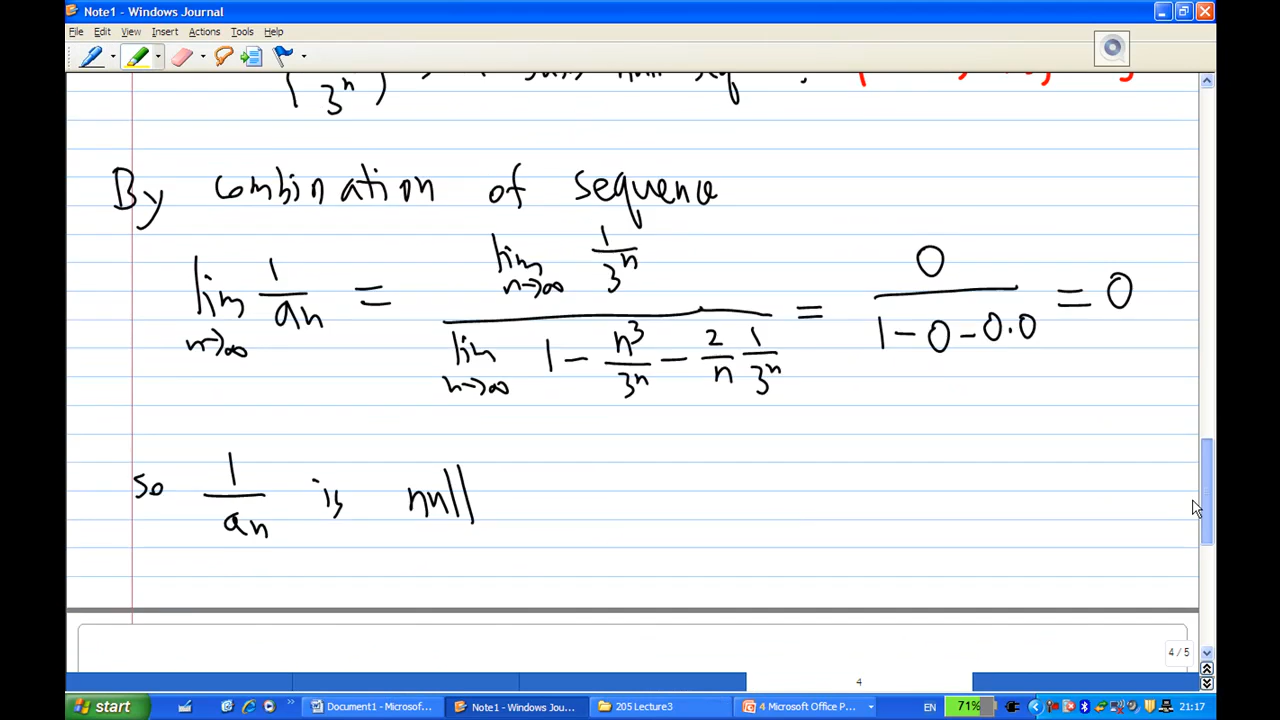 Note1 - Windows Journal
File Edit View Insert Actions Tools Help
( 3^n )
By combination of sequence
lim n→∞ 1/an = lim n→∞ 1/3^n / lim n→∞ 1 - n^3/3^n - 2/n 1/3^n = 0 / 1-0-0.0 = 0
so 1/an is null
4 / 5
4
start Document1 - Microsof... Note1 - Windows Jou... 205 Lecture3 4 Microsoft Office P... EN 71% 21:17